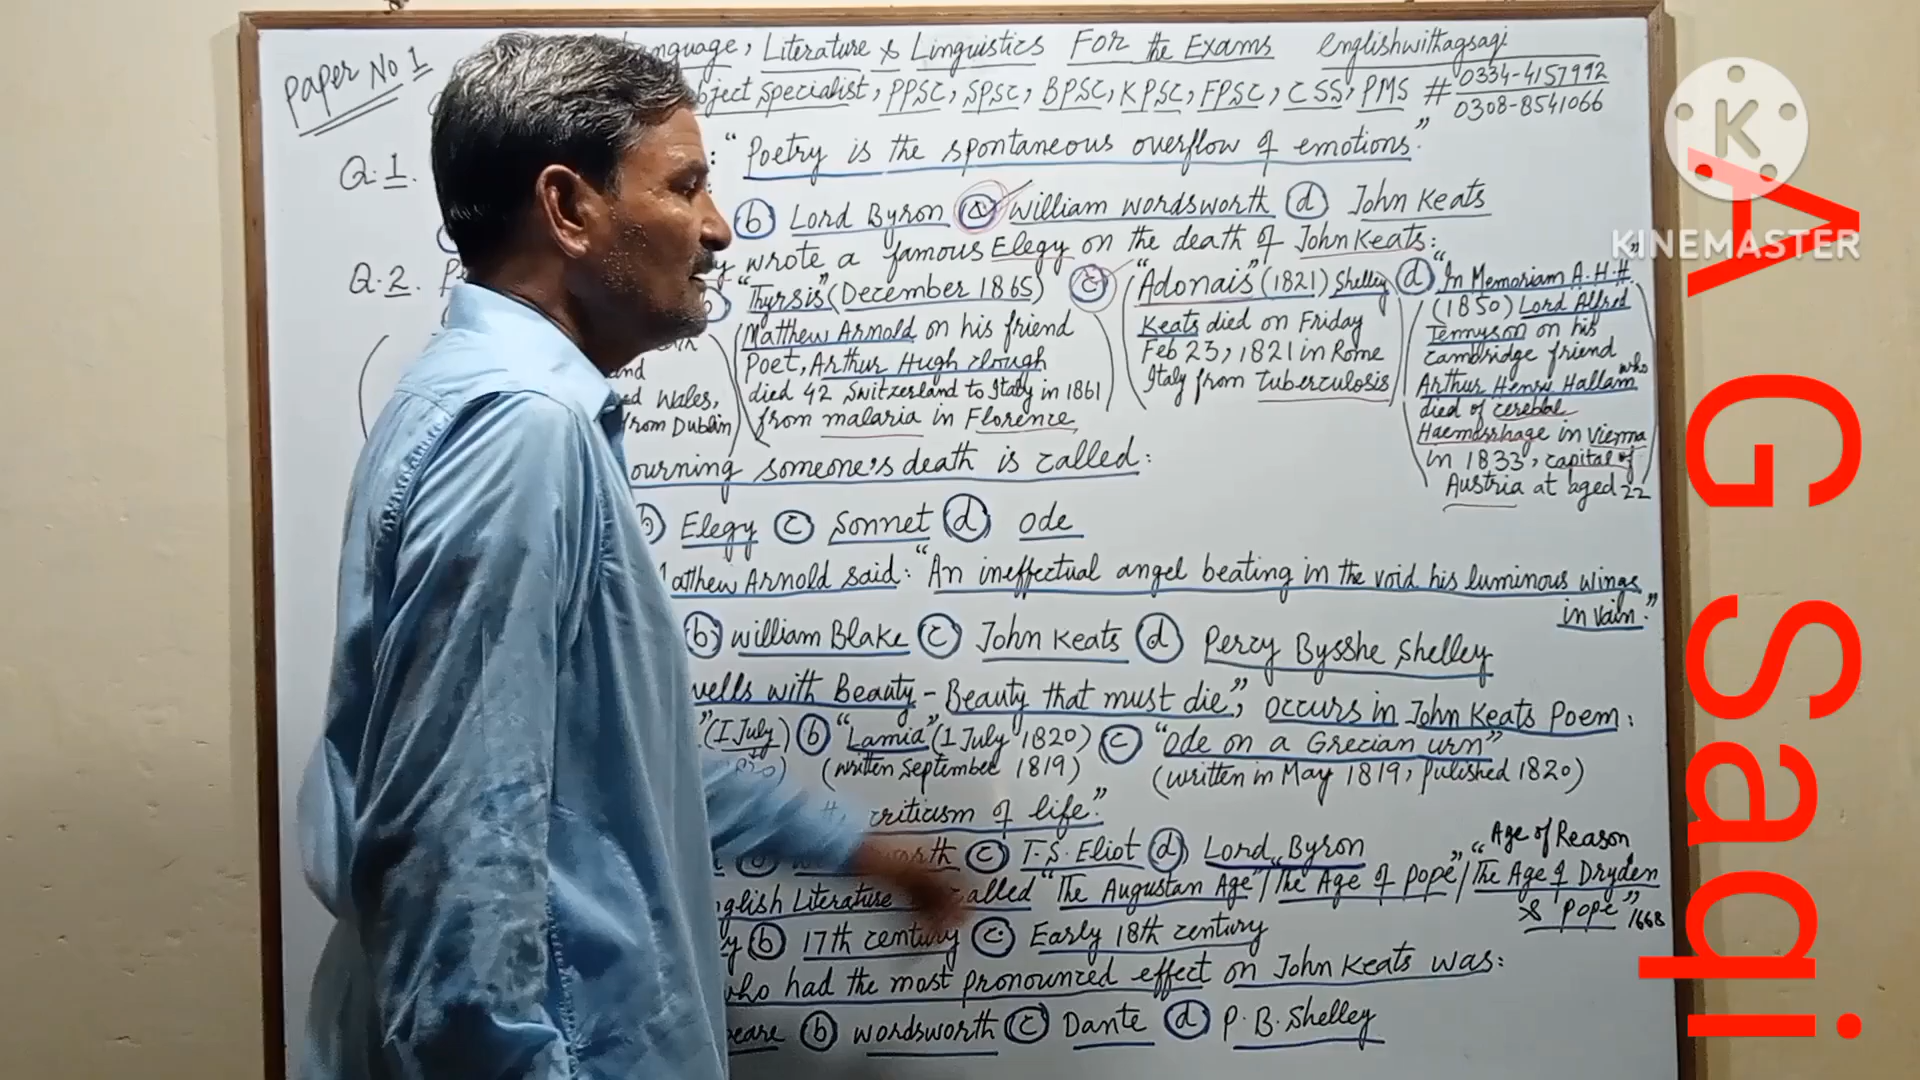 Paper No 1
Language, Literature & Linguistics For the Exams englishwithagsaqi
Subject Specialist, PPSC, SPSC, BPSC, KPSC, FPSC, CSS, PMS # 0334-4157992
0308-8541066
Q.1. : "Poetry is the spontaneous overflow of emotions."
b Lord Byron c William Wordsworth d John Keats
Q.2. wrote a famous Elegy on the death of John Keats:
"Thyrsis" (December 1865)
Matthew Arnold on his friend
Poet, Arthur Hugh Clough
died 42 Switzerland to Italy in 1861
from malaria in Florence
c "Adonais" (1821) Shelley
Keats died on Friday
Feb 23, 1821 in Rome
Italy from tuberculosis
d "In Memoriam A.H.H."
(1850) Lord Alfred
Tennyson on his
Cambridge friend
Arthur Henry Hallam who
died of cerebal
Haemorrhage in Vienna
in 1833, capital of
Austria at aged 22
Wales,
from Dublin
ourning someone's death is called:
b Elegy c Sonnet d Ode
Matthew Arnold said: "An ineffectual angel beating in the void his luminous wings
in vain."
b William Blake c John Keats d Percy Bysshe Shelley
wells with Beauty - Beauty that must die", occurs in John Keats Poem:
" (1 July b "Lamia" (1 July 1820) c "Ode on a Grecian urn"
1820) (written September 1819) (written in May 1819, Pulished 1820)
criticism of life."
c T.S. Eliot d Lord Byron
nglish Literature called "The Augustan Age"/"The Age of Pope"/"The Age of Dryden
& Pope" 1668
"Age of Reason
y b 17th century c Early 18th century
who had the most pronounced effect on John Keats was:
peare b Wordsworth c Dante d P.B. Shelley
K
KINEMASTER
A G Saqi